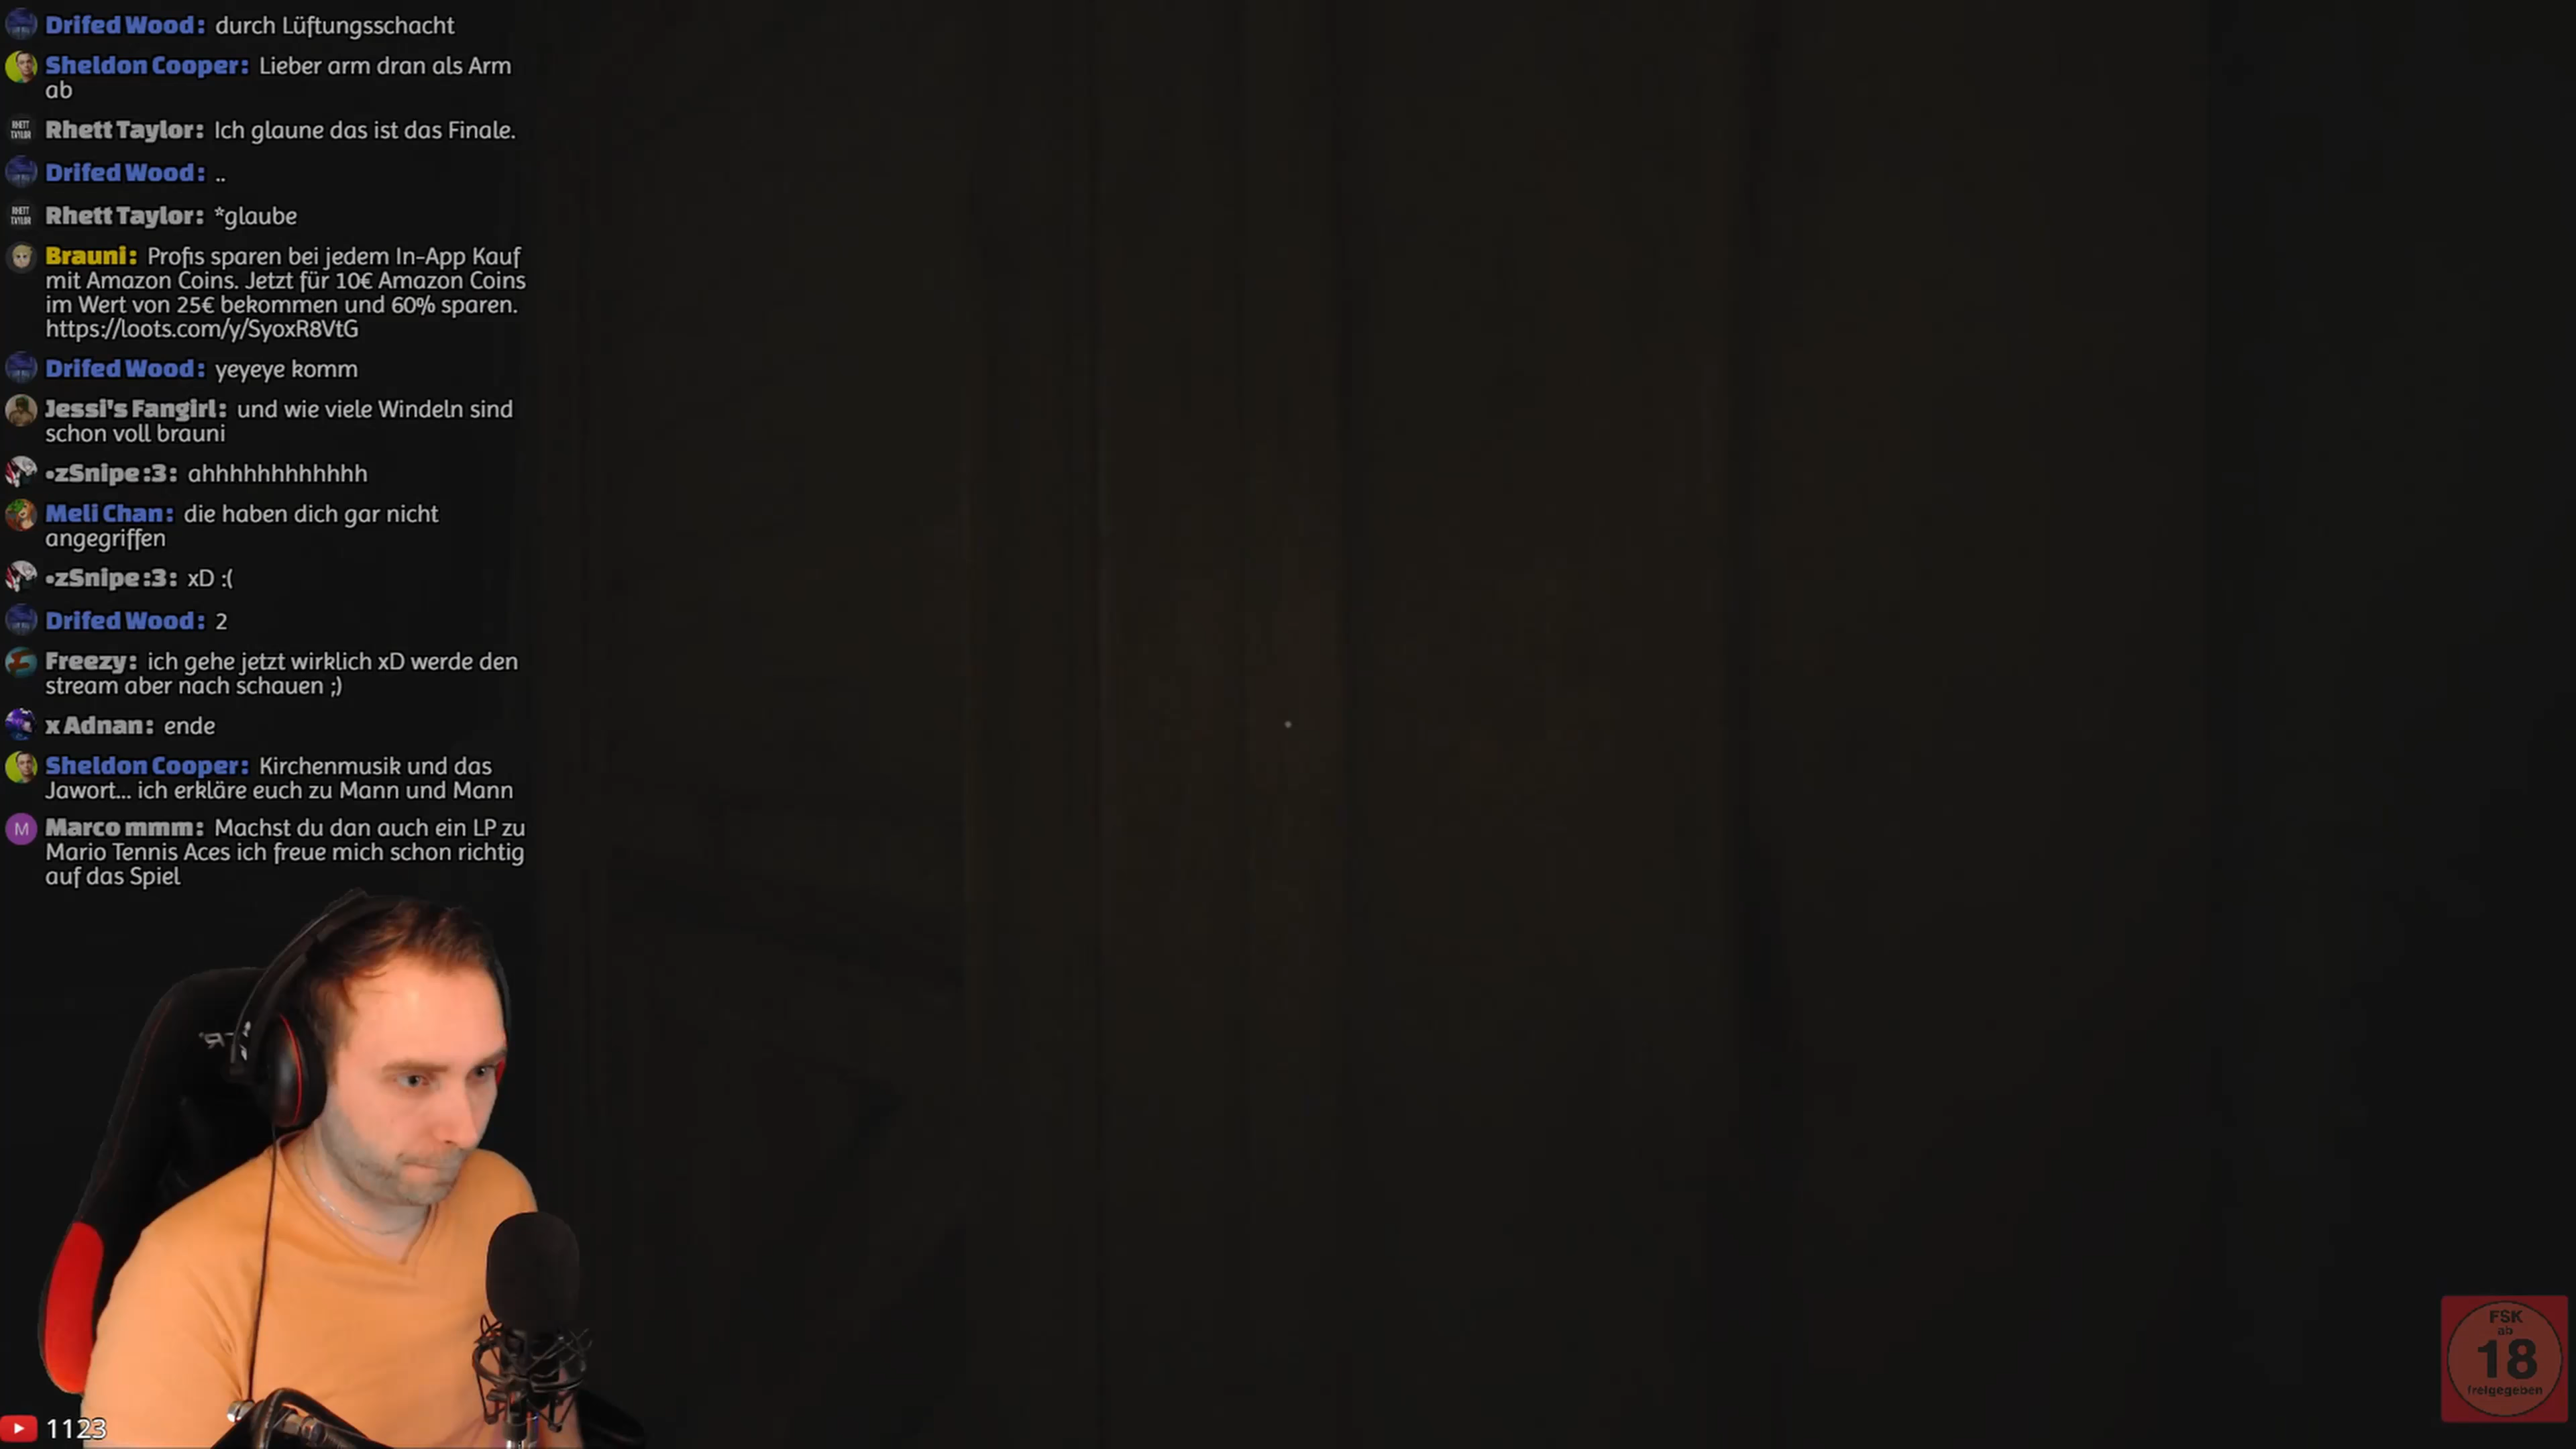 Drifed Wood: durch Lüftungsschacht
Sheldon Cooper: Lieber arm dran als Arm
ab
Rhett Taylor: Ich glaune das ist das Finale.
Drifed Wood: ..
Rhett Taylor: *glaube
Brauni: Profis sparen bei jedem In-App Kauf
mit Amazon Coins. Jetzt für 10€ Amazon Coins
im Wert von 25€ bekommen und 60% sparen.
https://loots.com/y/SyoxR8VtG
Drifed Wood: yeyeye komm
Jessi's Fangirl: und wie viele Windeln sind
schon voll brauni
•zSnipe :3: ahhhhhhhhhhhh
Meli Chan: die haben dich gar nicht
angegriffen
•zSnipe :3: xD :(
Drifed Wood: 2
Freezy: ich gehe jetzt wirklich xD werde den
stream aber nach schauen ;)
x Adnan: ende
Sheldon Cooper: Kirchenmusik und das
Jawort... ich erkläre euch zu Mann und Mann
M
Marco mmm: Machst du dan auch ein LP zu
Mario Tennis Aces ich freue mich schon richtig
auf das Spiel
1123
FSK
ab
18
freigegeben